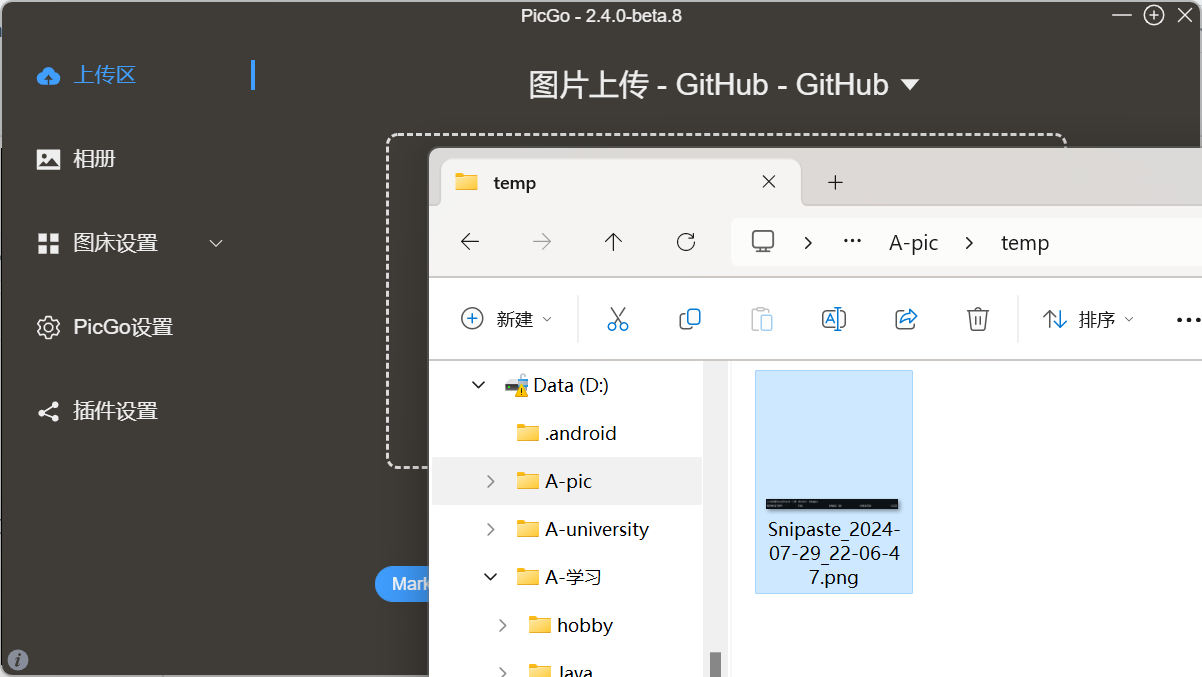 PicGo - 2.4.0-beta.8
上传区
图片上传 - GitHub - GitHub
相册
图床设置
PicGo设置
插件设置
temp
A-pic
temp
新建
排序
Data (D:)
.android
A-pic
A-university
A-学习
hobby
Java
Snipaste_2024-
07-29_22-06-4
7.png
Mark